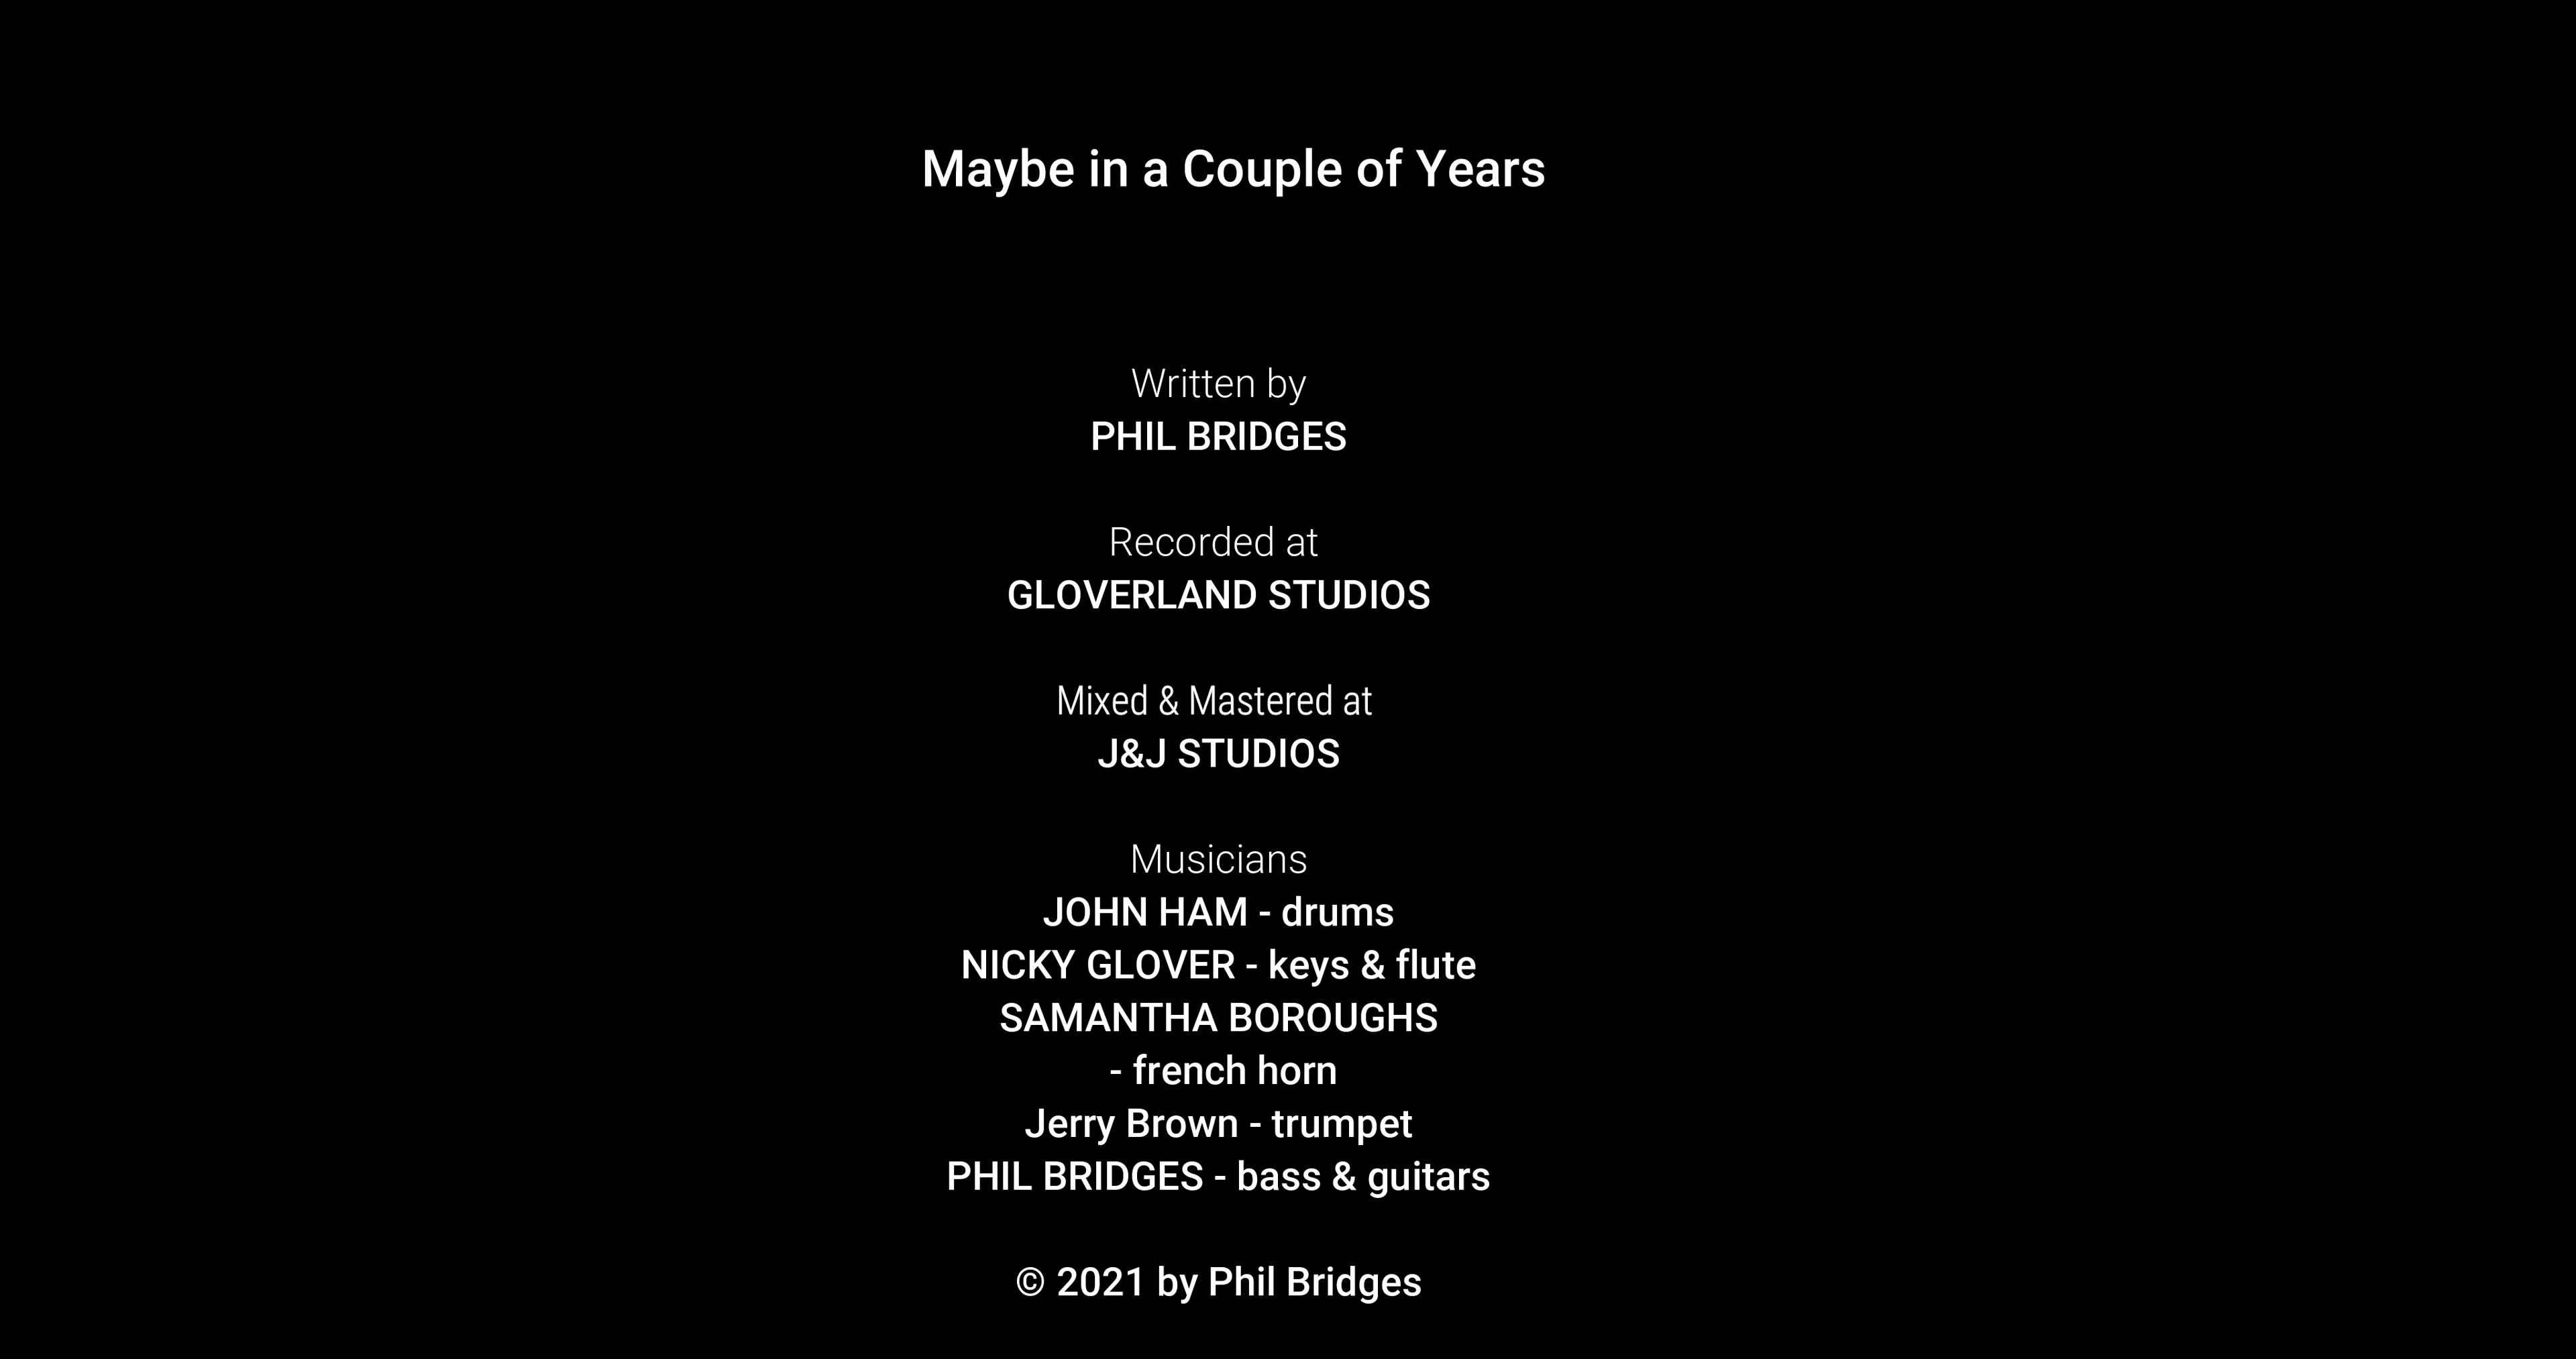 Maybe in a Couple of Years
Written by
PHIL BRIDGES
Recorded at
GLOVERLAND STUDIOS
Mixed & Mastered at
J&J STUDIOS
Musicians
JOHN HAM - drums
NICKY GLOVER - keys & flute
SAMANTHA BOROUGHS
- french horn
Jerry Brown - trumpet
PHIL BRIDGES - bass & guitars
© 2021 by Phil Bridges